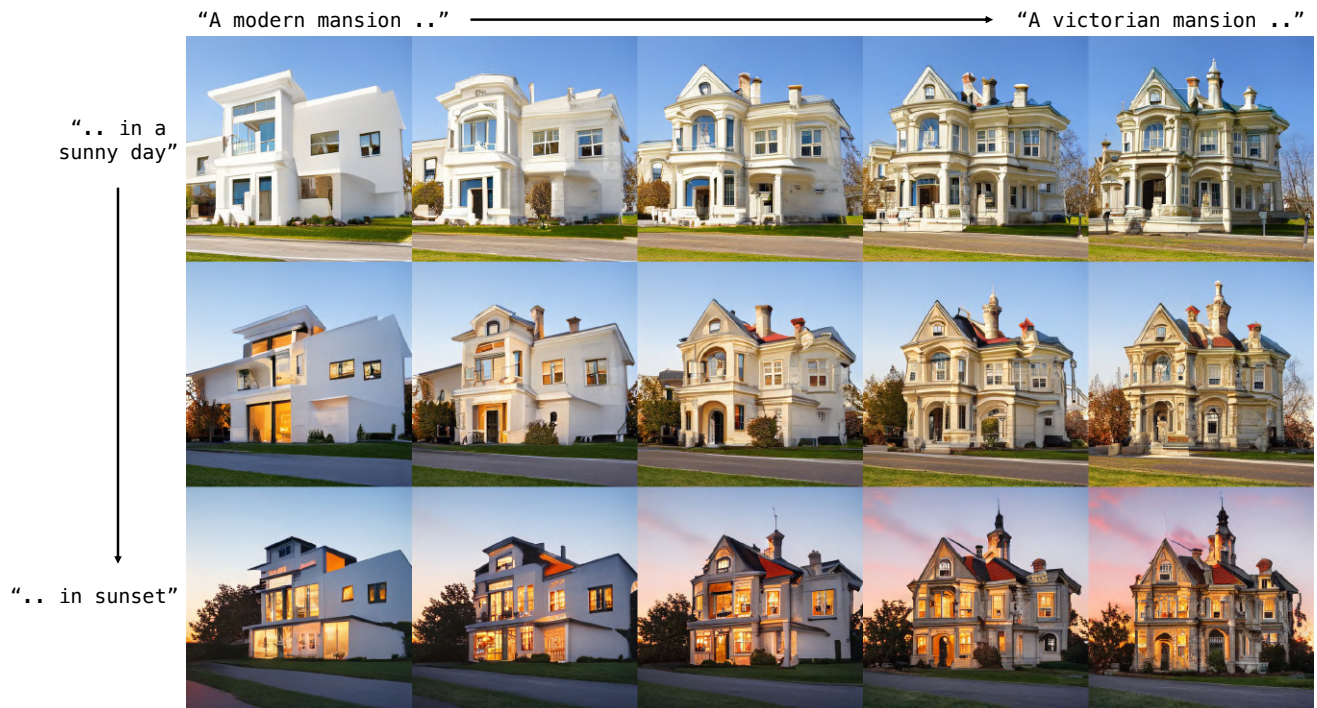 “A modern mansion ..”
“A victorian mansion ..”
“.. in a
sunny day”
“.. in sunset”